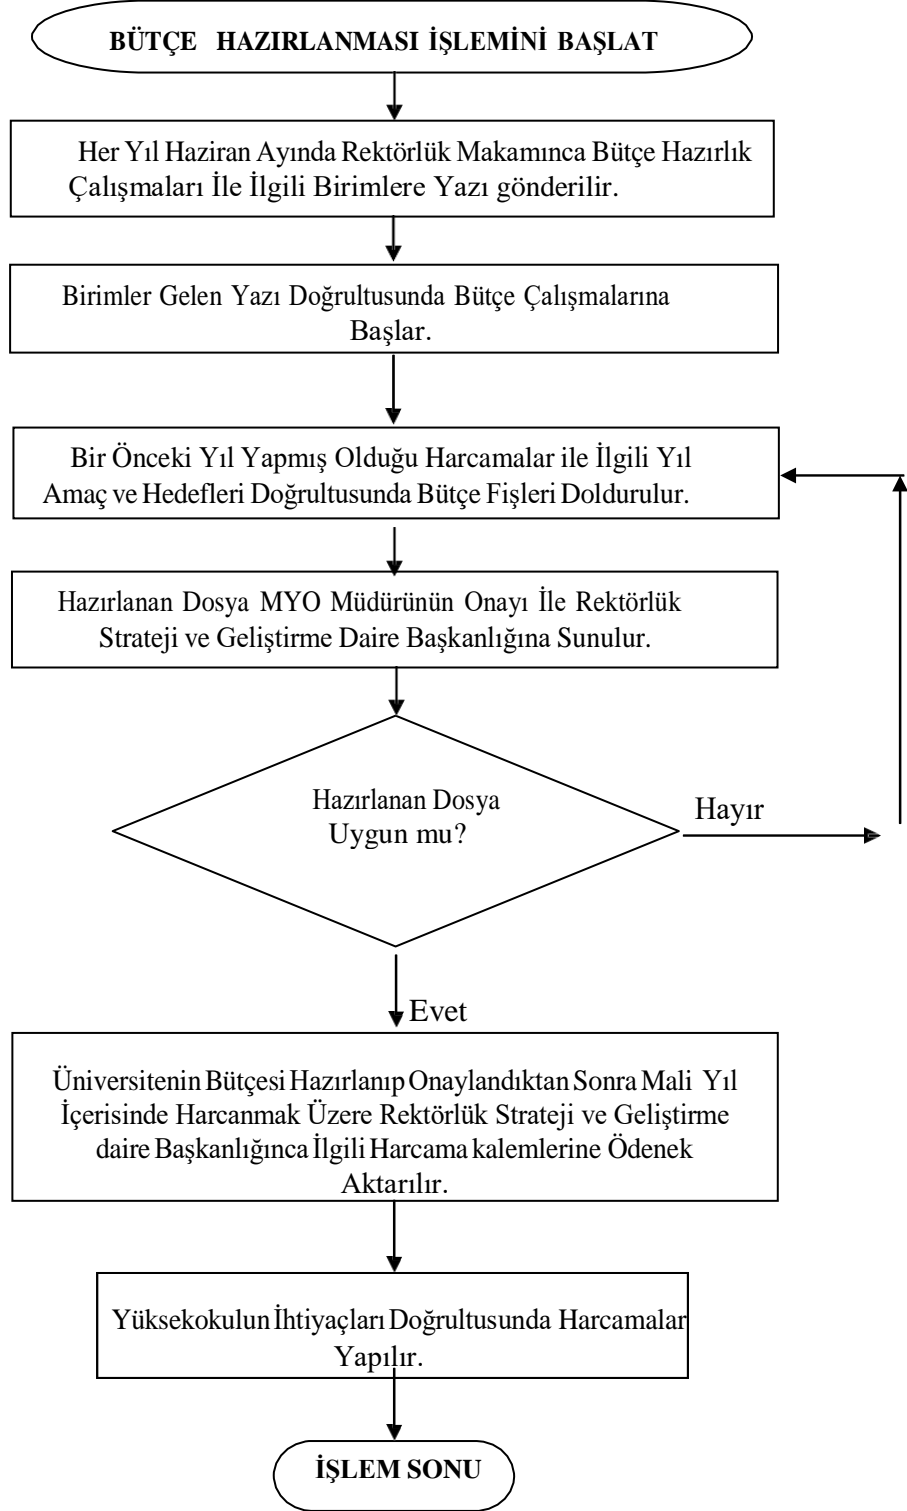 BÜTÇE HAZIRLANMASI İŞLEMİNİ BAŞLAT
Her Yıl Haziran Ayında Rektörlük Makamınca Bütçe Hazırlık
Çalışmaları İle İlgili Birimlere Yazı gönderilir.
Birimler Gelen Yazı Doğrultusunda Bütçe Çalışmalarına
Başlar.
Bir Önceki Yıl Yapmış Olduğu Harcamalar ile İlgili Yıl
Amaç ve Hedefleri Doğrultusunda Bütçe Fişleri Doldurulur.
Hazırlanan Dosya MYO Müdürünün Onayı İle Rektörlük
Strateji ve Geliştirme Daire Başkanlığına Sunulur.
Hazırlanan Dosya
Uygun mu?
Hayır
Evet
Üniversitenin Bütçesi Hazırlanıp Onaylandıktan Sonra Mali Yıl
İçerisinde Harcanmak Üzere Rektörlük Strateji ve Geliştirme
daire Başkanlığınca İlgili Harcama kalemlerine Ödenek
Aktarılır.
Yüksekokulun İhtiyaçları Doğrultusunda Harcamalar
Yapılır.
İŞLEM SONU